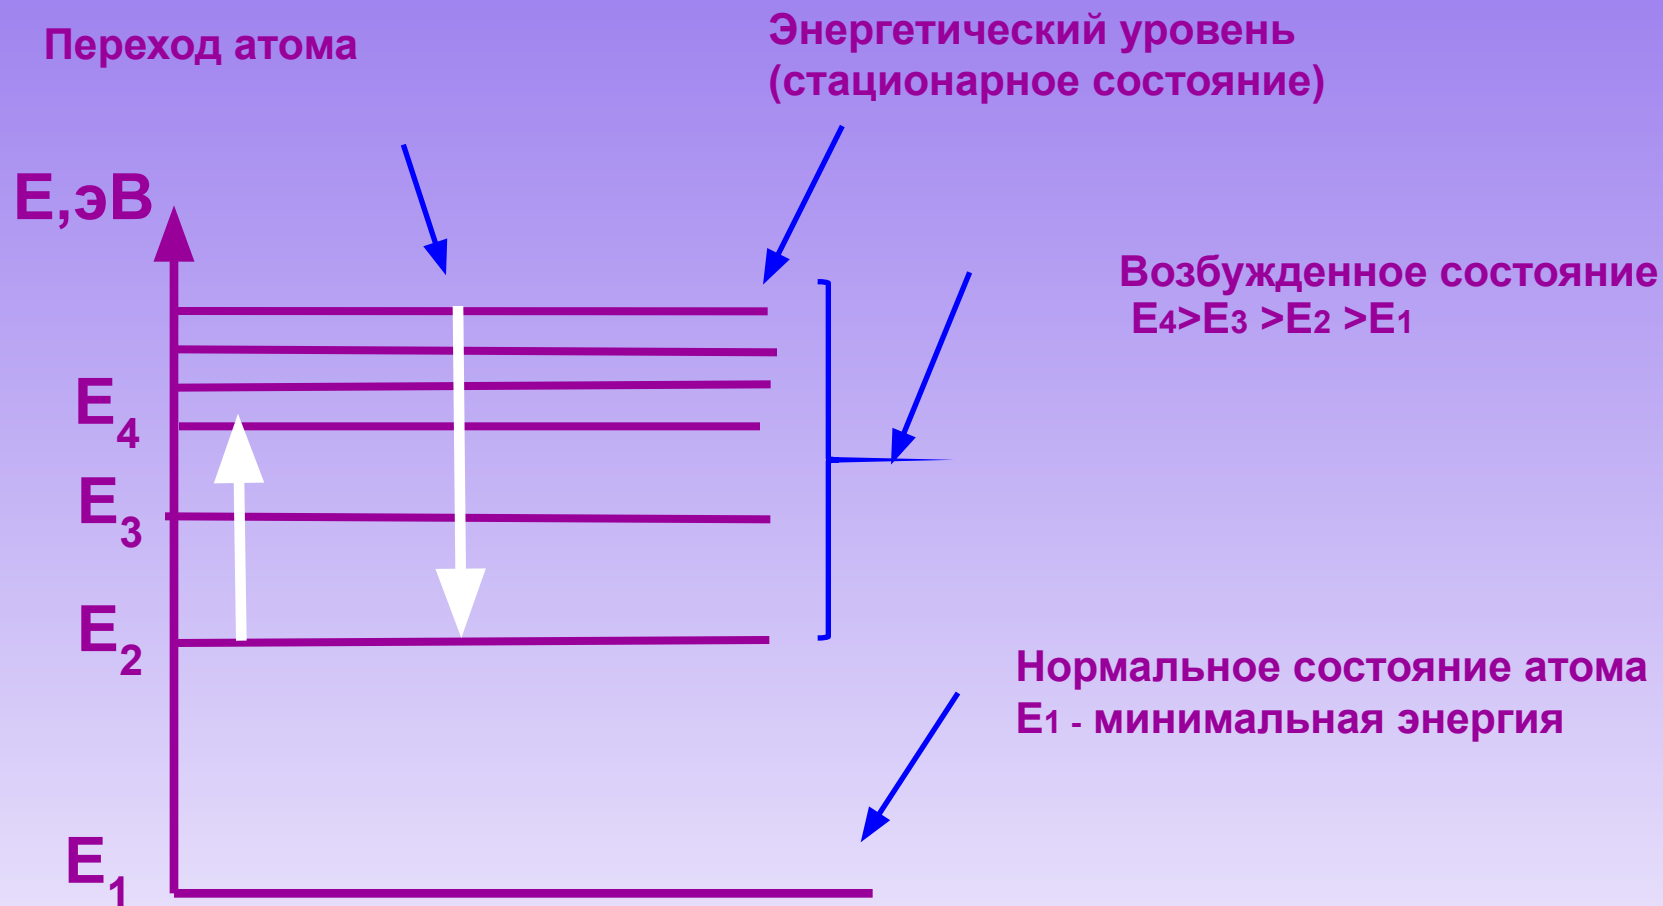 Переход атома
Энергетический уровень
(стационарное состояние)
Е,эВ
Возбужденное состояние
Е4>Е3 >Е2 >Е1
Е4
Е3
Е2
Нормальное состояние атома
Е1 - минимальная энергия
Е1